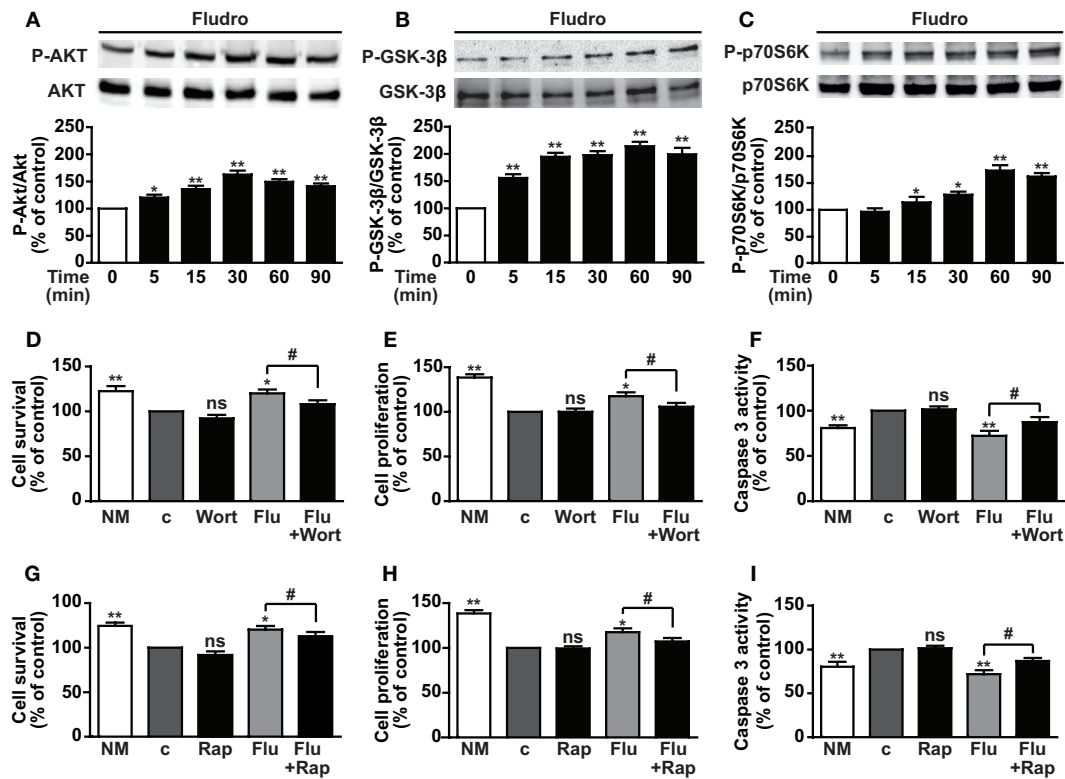 A
Fludro
P-AKT
AKT
P-Akt/Akt
(% of control)
250
200
150
100
50
0
*
**
**
**
**
Time
(min)
0 5 15 30 60 90
B
Fludro
P-GSK-3β
GSK-3β
P-GSK-3β/GSK-3β
(% of control)
250
200
150
100
50
0
**
**
**
**
**
Time
(min)
0 5 15 30 60 90
C
Fludro
P-p70S6K
p70S6K
P-p70S6K/p70S6K
(% of control)
250
200
150
100
50
0
*
*
**
**
Time
(min)
0 5 15 30 60 90
D
Cell survival
(% of control)
150
100
50
0
**
ns
*
#
NM c Wort Flu Flu
+Wort
E
Cell proliferation
(% of control)
150
100
50
0
**
ns
*
#
NM c Wort Flu Flu
+Wort
F
Caspase 3 activity
(% of control)
150
100
50
0
**
ns
**
#
NM c Wort Flu Flu
+Wort
G
Cell survival
(% of control)
100
100
50
0
**
ns
*
#
NM c Rap Flu Flu
+Rap
H
Cell proliferation
(% of control)
150
100
50
0
**
ns
*
#
NM c Rap Flu Flu
+Rap
I
Caspase 3 activity
(% of control)
150
100
50
0
**
ns
**
#
NM c Rap Flu Flu
+Rap